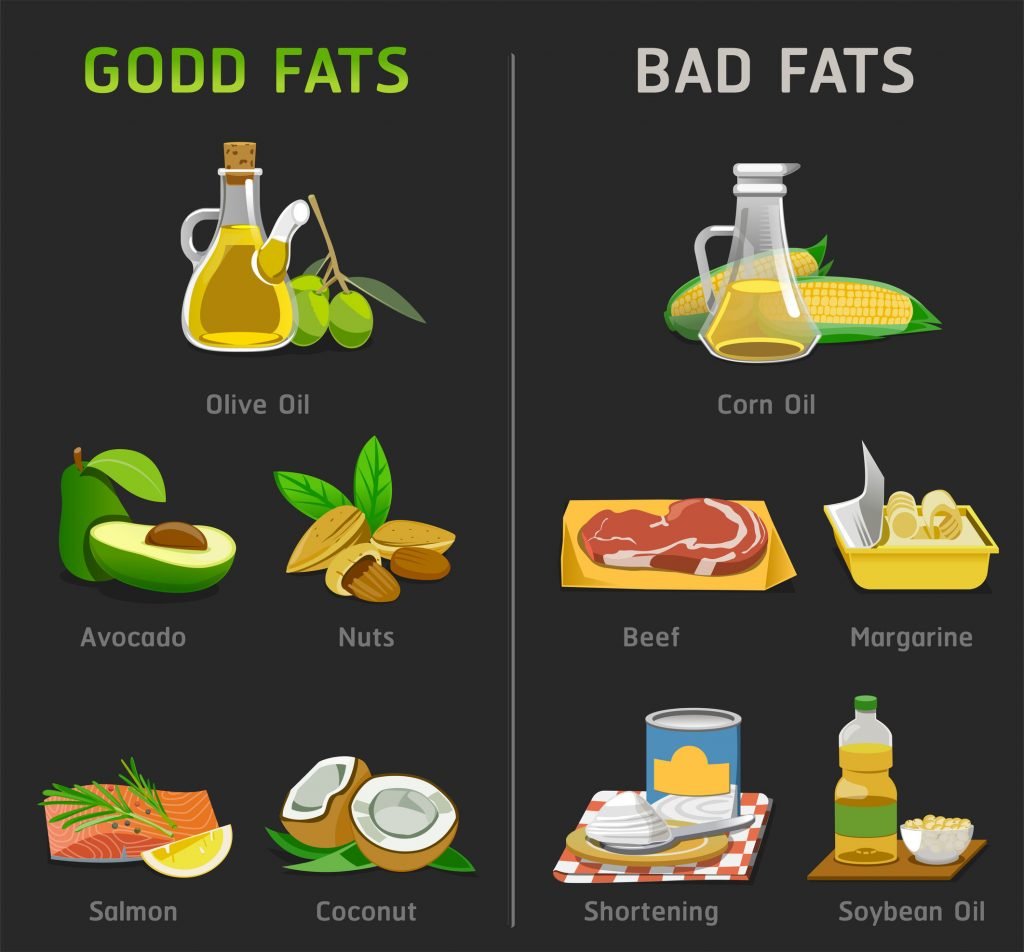 GODD FATS
Olive Oil
Avocado
Nuts
Salmon
Coconut
BAD FATS
Corn Oil
Beef
Margarine
Shortening
Soybean Oil